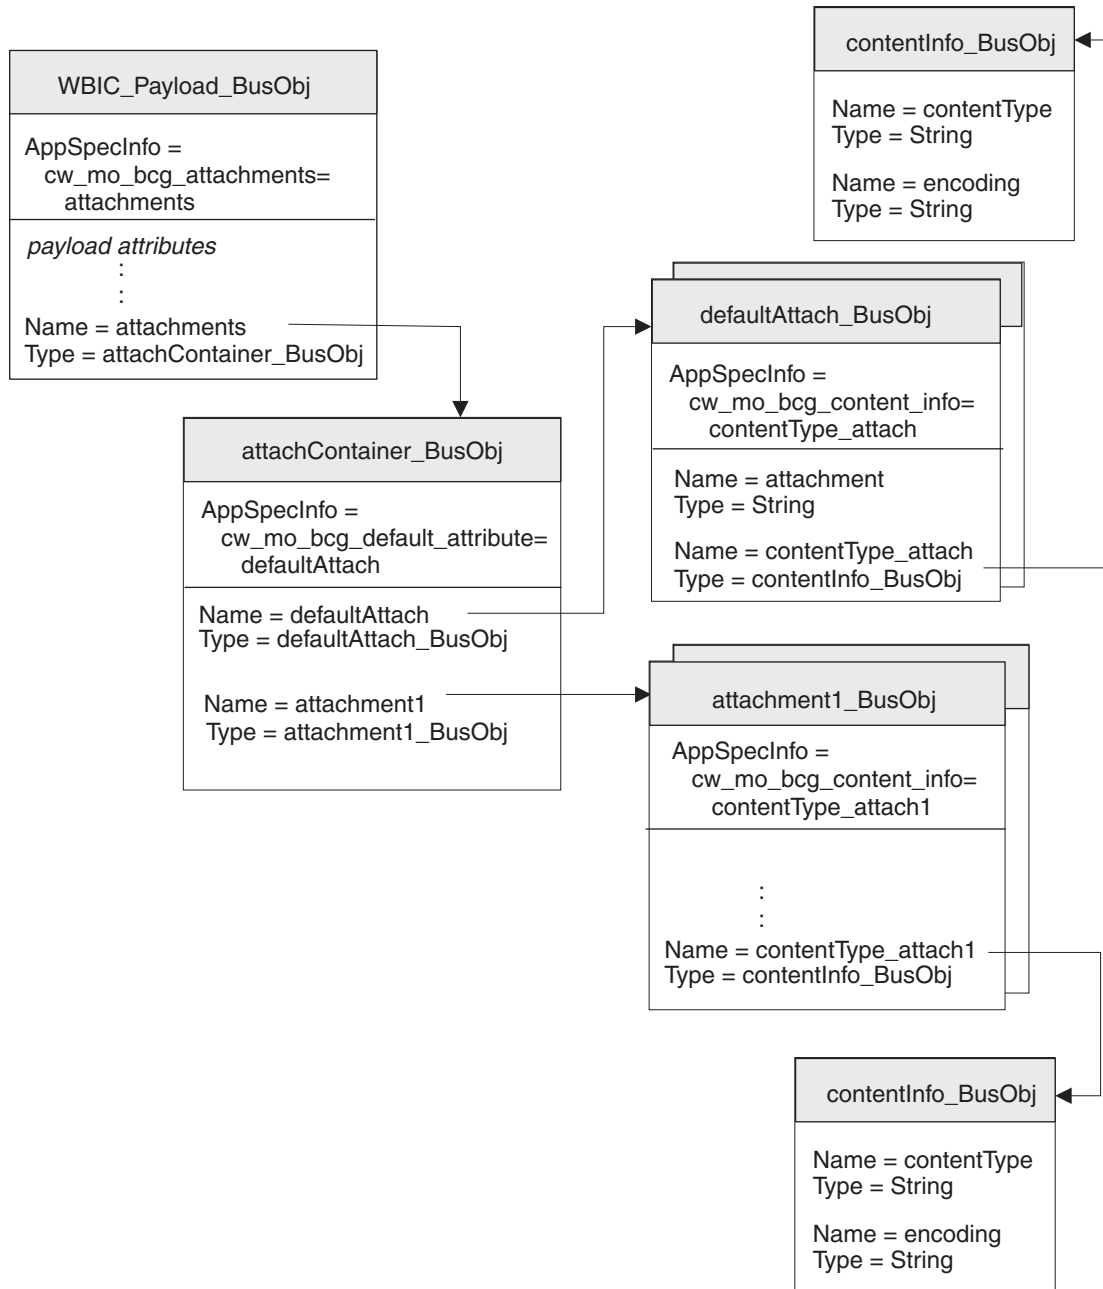 WBIC_Payload_BusObj
AppSpecInfo =
cw_mo_bcg_attachments=
attachments
payload attributes
:
:
Name = attachments
Type = attachContainer_BusObj
contentInfo_BusObj
Name = contentType
Type = String
Name = encoding
Type = String
attachContainer_BusObj
AppSpecInfo =
cw_mo_bcg_default_attribute=
defaultAttach
Name = defaultAttach
Type = defaultAttach_BusObj
Name = attachment1
Type = attachment1_BusObj
defaultAttach_BusObj
AppSpecInfo =
cw_mo_bcg_content_info=
contentType_attach
Name = attachment
Type = String
Name = contentType_attach
Type = contentInfo_BusObj
attachment1_BusObj
AppSpecInfo =
cw_mo_bcg_content_info=
contentType_attach1
:
:
Name = contentType_attach1
Type = contentInfo_BusObj
contentInfo_BusObj
Name = contentType
Type = String
Name = encoding
Type = String